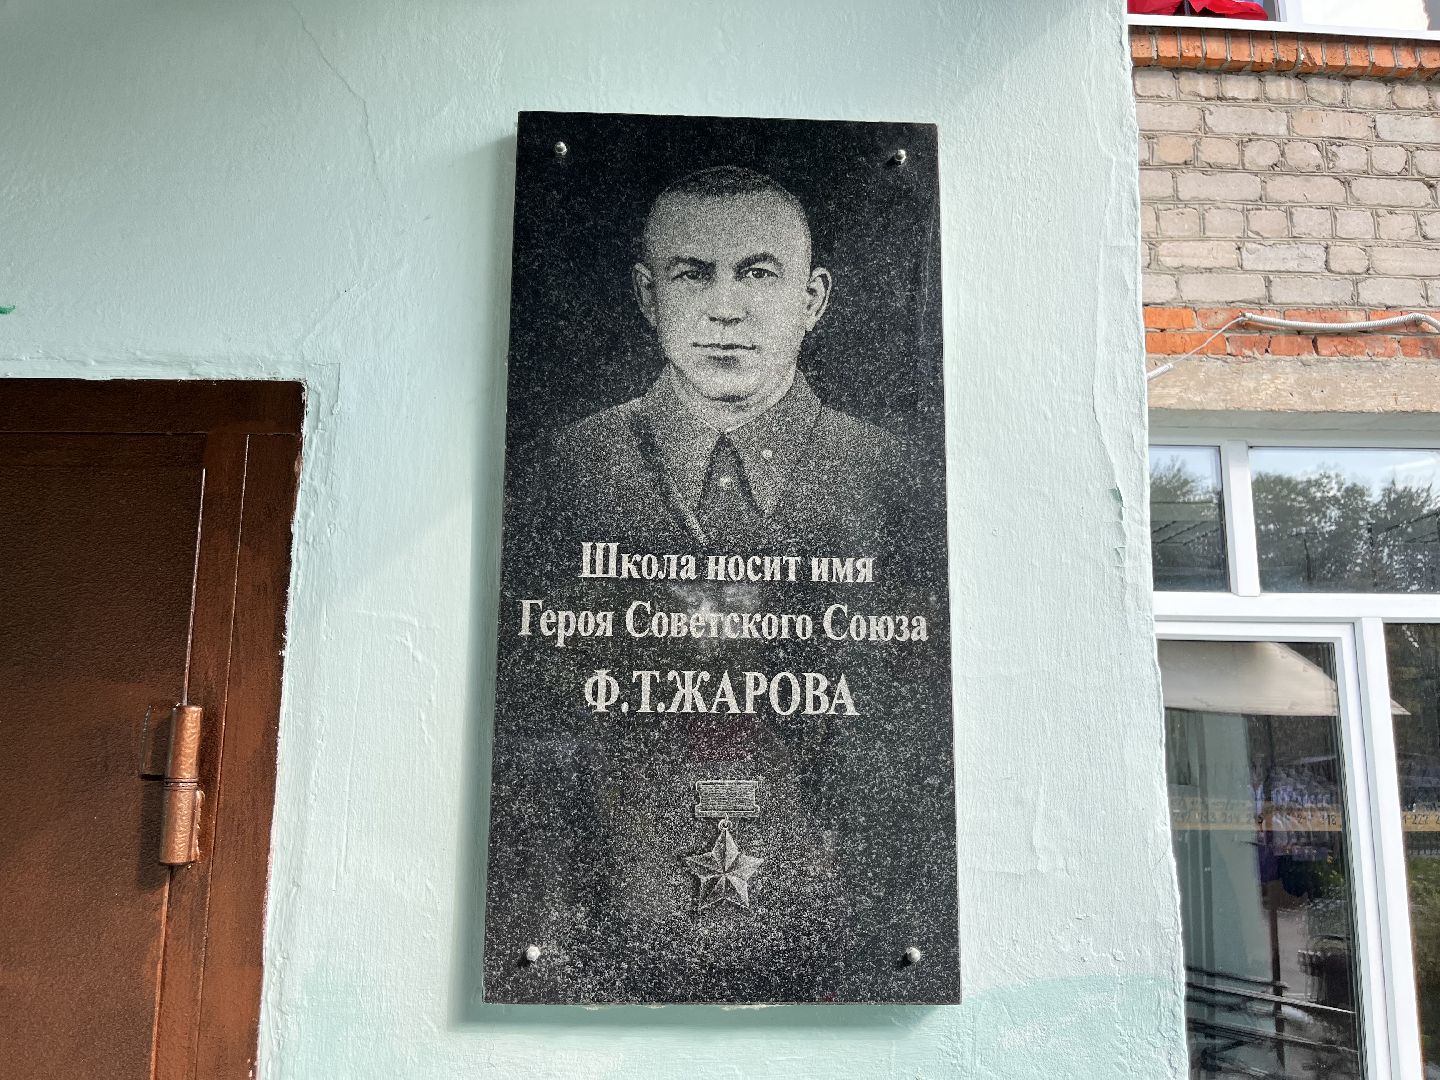 Школа носит имя
Героя Советского Союза
Ф.Т.ЖАРОВА